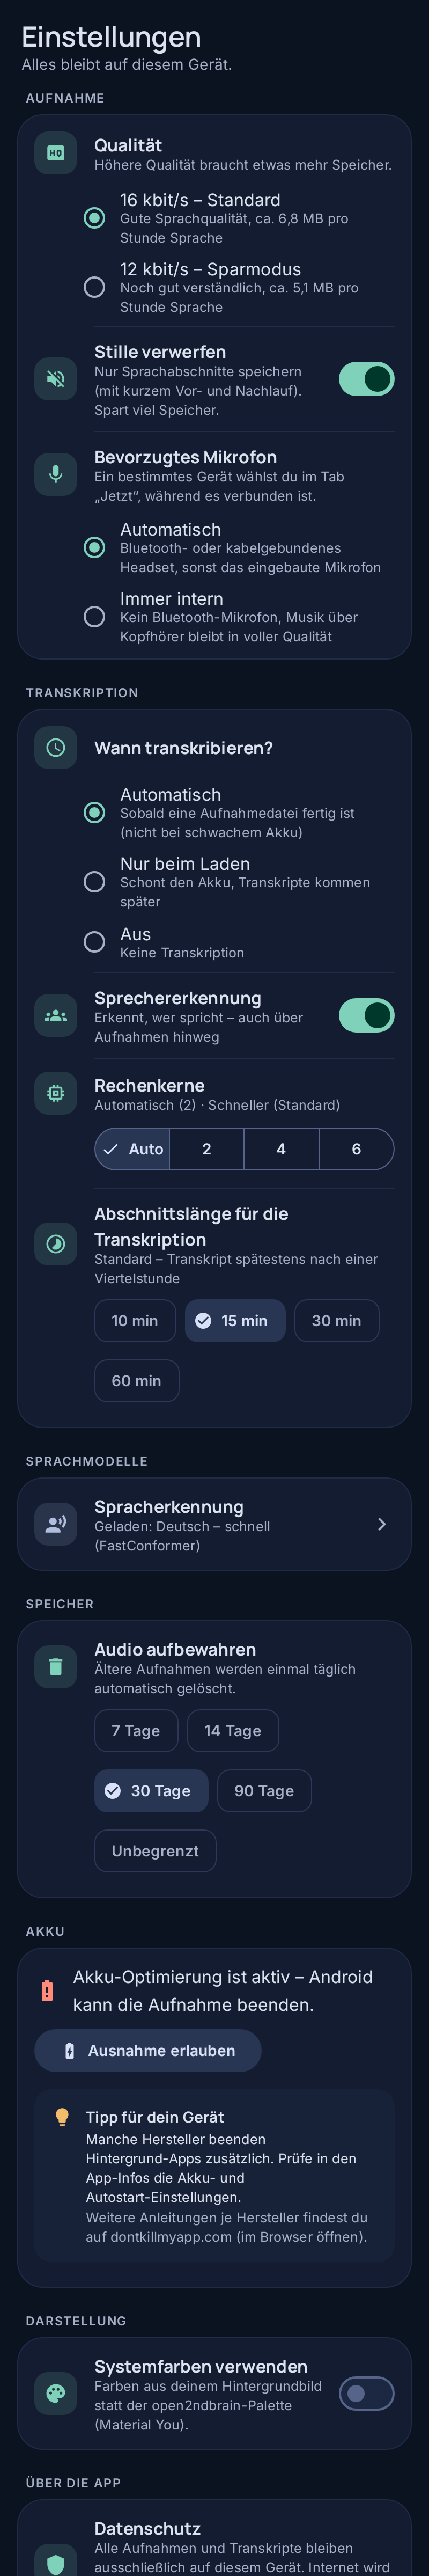 Einstellungen
Alles bleibt auf diesem Gerät.
AUFNAHME
HQ
Qualität
Höhere Qualität braucht etwas mehr Speicher.
16 kbit/s – Standard
Gute Sprachqualität, ca. 6,8 MB pro
Stunde Sprache
12 kbit/s – Sparmodus
Noch gut verständlich, ca. 5,1 MB pro
Stunde Sprache
Stille verwerfen
Nur Sprachabschnitte speichern
(mit kurzem Vor- und Nachlauf).
Spart viel Speicher.
Bevorzugtes Mikrofon
Ein bestimmtes Gerät wählst du im Tab
„Jetzt“, während es verbunden ist.
Automatisch
Bluetooth- oder kabelgebundenes
Headset, sonst das eingebaute Mikrofon
Immer intern
Kein Bluetooth-Mikrofon, Musik über
Kopfhörer bleibt in voller Qualität
TRANSKRIPTION
Wann transkribieren?
Automatisch
Sobald eine Aufnahmedatei fertig ist
(nicht bei schwachem Akku)
Nur beim Laden
Schont den Akku, Transkripte kommen
später
Aus
Keine Transkription
Sprechererkennung
Erkennt, wer spricht – auch über
Aufnahmen hinweg
Rechenkerne
Automatisch (2) · Schneller (Standard)
Auto 2 4 6
Abschnittslänge für die
Transkription
Standard – Transkript spätestens nach einer
Viertelstunde
10 min 15 min 30 min
60 min
SPRACHMODELLE
Spracherkennung
Geladen: Deutsch – schnell
(FastConformer)
SPEICHER
Audio aufbewahren
Ältere Aufnahmen werden einmal täglich
automatisch gelöscht.
7 Tage 14 Tage
30 Tage 90 Tage
Unbegrenzt
AKKU
Akku-Optimierung ist aktiv – Android
kann die Aufnahme beenden.
Ausnahme erlauben
Tipp für dein Gerät
Manche Hersteller beenden
Hintergrund-Apps zusätzlich. Prüfe in den
App-Infos die Akku- und
Autostart-Einstellungen.
Weitere Anleitungen je Hersteller findest du
auf dontkillmyapp.com (im Browser öffnen).
DARSTELLUNG
Systemfarben verwenden
Farben aus deinem Hintergrundbild
statt der open2ndbrain-Palette
(Material You).
ÜBER DIE APP
Datenschutz
Alle Aufnahmen und Transkripte bleiben
ausschließlich auf diesem Gerät. Internet wird